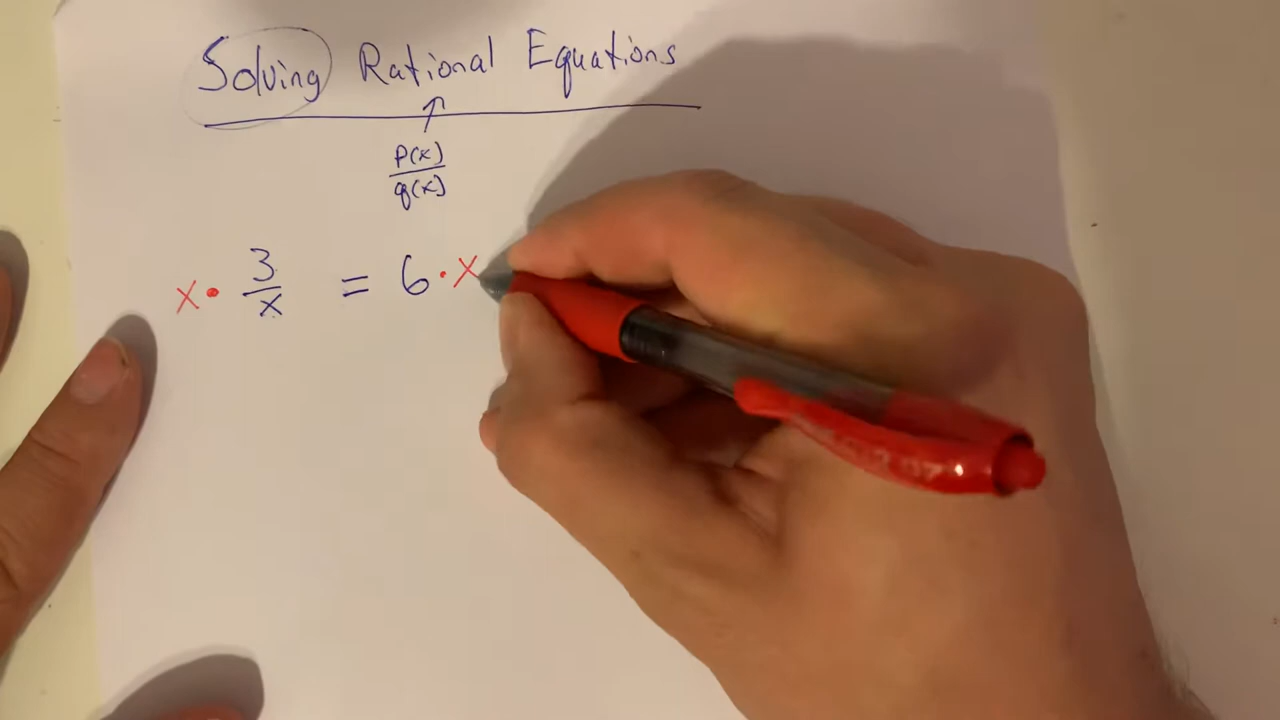 Solving Rational Equations
p(x)
q(x)
x · 3/x = 6 · x